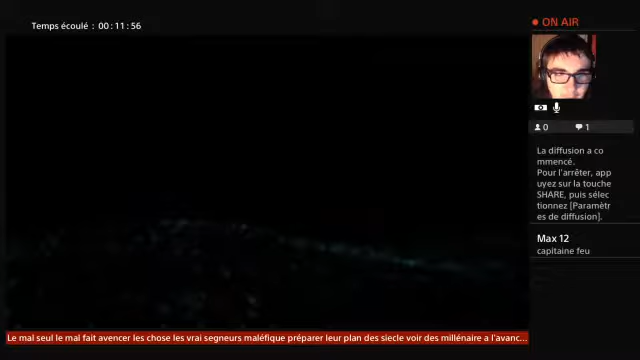 Temps écoulé : 00:11:56
ON AIR
0 1
La diffusion a co
mmencé.
Pour l'arrêter, app
uyez sur la touche
SHARE, puis sélec
tionnez [Paramètr
es de diffusion].
Max 12
capitaine feu
Le mal seul le mal fait avencer les chose les vrai segneurs maléfique préparer leur plan des siecle voir des millénaire a l'avanc...